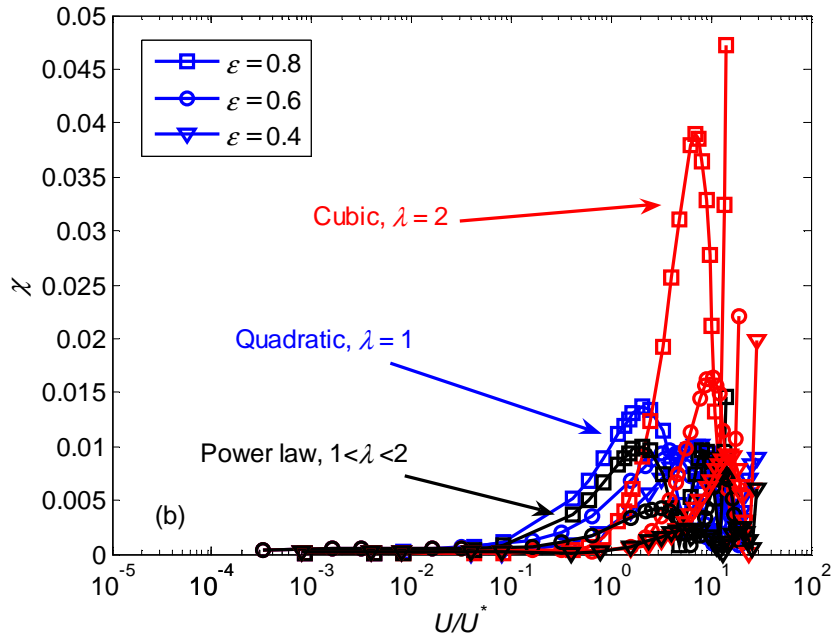 0.05
0.045
0.04
0.035
0.03
0.025
0.02
0.015
0.01
0.005
0
χ
ε = 0.8
ε = 0.6
ε = 0.4
Cubic, λ = 2
Quadratic, λ = 1
Power law, 1<λ<2
(b)
10^-5
10^-4
10^-3
10^-2
10^-1
10^0
10^1
10^2
U/U^*